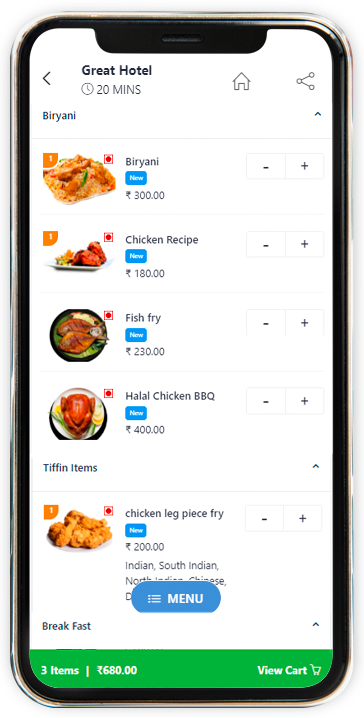 Great Hotel
20 MINS
Biryani
1
Biryani
New
₹ 300.00
- +
1
Chicken Recipe
New
₹ 180.00
- +
Fish fry
New
₹ 230.00
- +
Halal Chicken BBQ
New
₹ 400.00
- +
Tiffin Items
1
chicken leg piece fry
New
₹ 200.00
- +
Indian, South Indian,
North Indian, Chinese,
MENU
Break Fast
3 Items | ₹680.00 View Cart